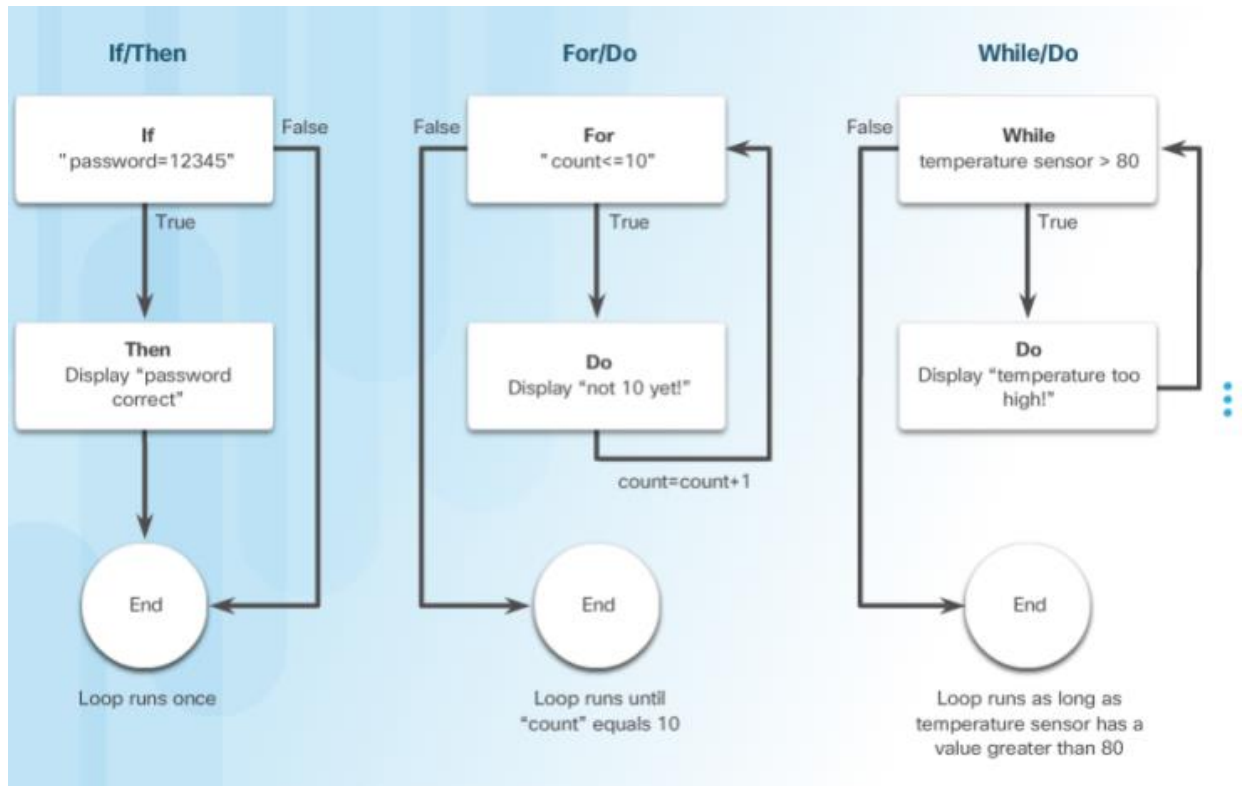 If/Then
If
"password=12345"
False
True
Then
Display “password
correct”
End
Loop runs once
For/Do
False
For
"count<=10"
True
Do
Display “not 10 yet!”
count=count+1
End
Loop runs until
“count” equals 10
While/Do
False
While
temperature sensor > 80
True
Do
Display “temperature too
high!”
End
Loop runs as long as
temperature sensor has a
value greater than 80